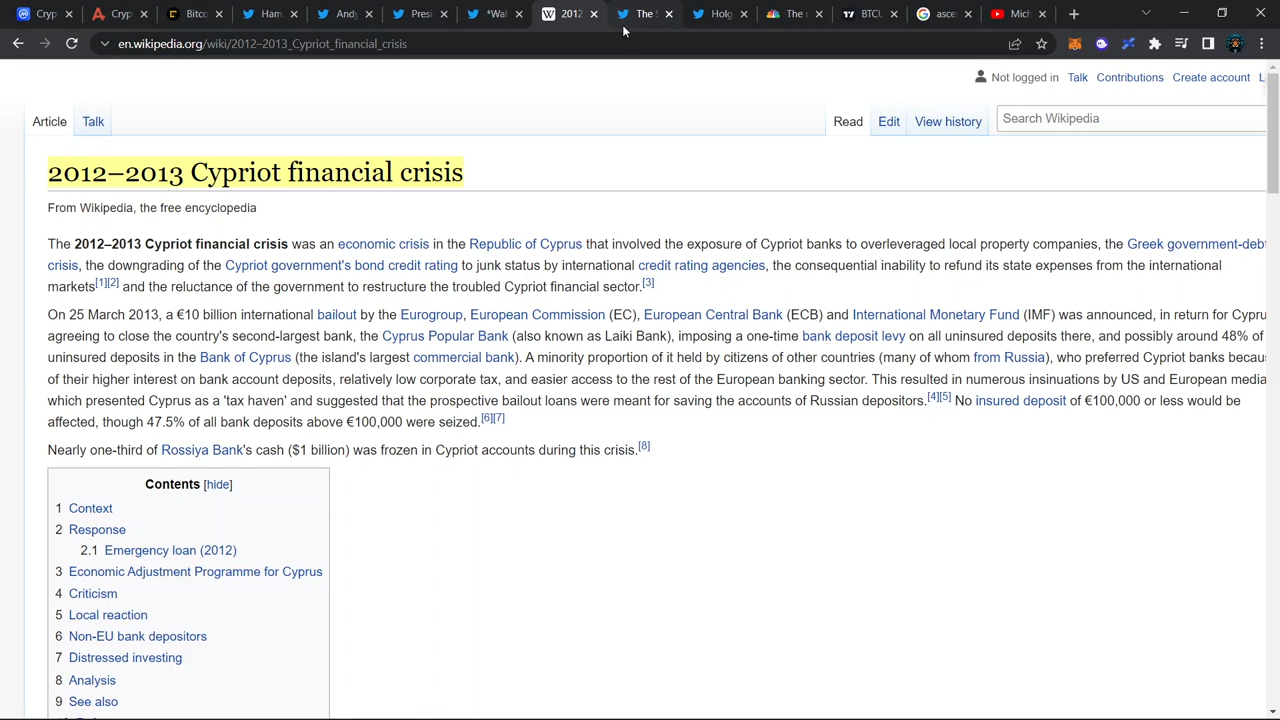 Cryp
Cryp
Bitco
Ham
Andy
Presi
*Wal
2012
The S
Holg
The r
BTCU
asce
Mich
en.wikipedia.org/wiki/2012–2013_Cypriot_financial_crisis
Not logged in Talk Contributions Create account L
Article Talk Read Edit View history Search Wikipedia
2012–2013 Cypriot financial crisis
From Wikipedia, the free encyclopedia
The 2012–2013 Cypriot financial crisis was an economic crisis in the Republic of Cyprus that involved the exposure of Cypriot banks to overleveraged local property companies, the Greek government-debt
crisis, the downgrading of the Cypriot government's bond credit rating to junk status by international credit rating agencies, the consequential inability to refund its state expenses from the international
markets[1][2] and the reluctance of the government to restructure the troubled Cypriot financial sector.[3]
On 25 March 2013, a €10 billion international bailout by the Eurogroup, European Commission (EC), European Central Bank (ECB) and International Monetary Fund (IMF) was announced, in return for Cypru
agreeing to close the country's second-largest bank, the Cyprus Popular Bank (also known as Laiki Bank), imposing a one-time bank deposit levy on all uninsured deposits there, and possibly around 48% of
uninsured deposits in the Bank of Cyprus (the island's largest commercial bank). A minority proportion of it held by citizens of other countries (many of whom from Russia), who preferred Cypriot banks becau
of their higher interest on bank account deposits, relatively low corporate tax, and easier access to the rest of the European banking sector. This resulted in numerous insinuations by US and European media
which presented Cyprus as a 'tax haven' and suggested that the prospective bailout loans were meant for saving the accounts of Russian depositors.[4][5] No insured deposit of €100,000 or less would be
affected, though 47.5% of all bank deposits above €100,000 were seized.[6][7]
Nearly one-third of Rossiya Bank's cash ($1 billion) was frozen in Cypriot accounts during this crisis.[8]
Contents [hide]
1 Context
2 Response
2.1 Emergency loan (2012)
3 Economic Adjustment Programme for Cyprus
4 Criticism
5 Local reaction
6 Non-EU bank depositors
7 Distressed investing
8 Analysis
9 See also